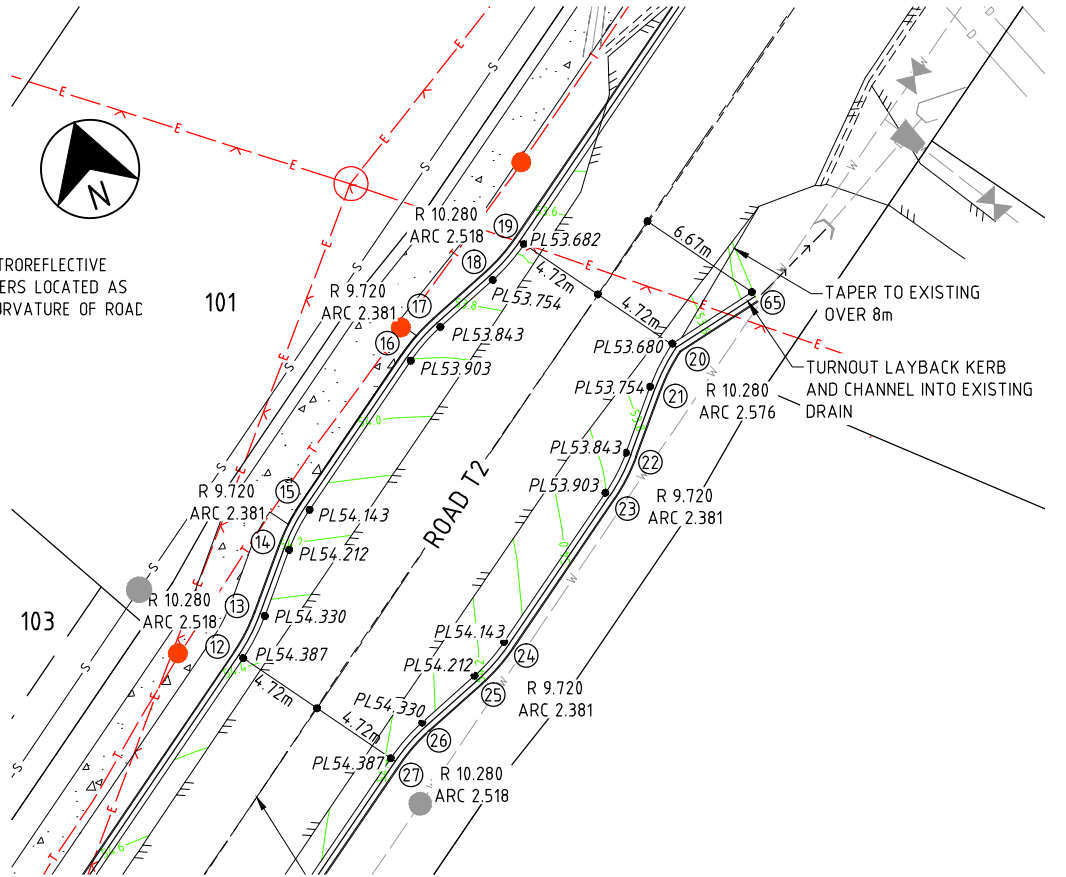 N
TROREFLECTIVE
ERS LOCATED AS
URVATURE OF ROAD
101
103
ROAD T2
R 10.280
ARC 2.518
19
PL53.682
53.6
18
PL53.754
4.72m
6.67m
R 9.720
ARC 2.381
17
53.8
PL53.843
16
PL53.903
4.72m
PL53.680
65
TAPER TO EXISTING
OVER 8m
20
TURNOUT LAYBACK KERB
AND CHANNEL INTO EXISTING
DRAIN
PL53.754
21
R 10.280
ARC 2.576
PL53.843
22
PL53.903
23
R 9.720
ARC 2.381
R 9.720
ARC 2.381
15
PL54.143
14
PL54.212
R 10.280
ARC 2.518
13
PL54.330
12
PL54.387
4.72m
4.72m
PL54.143
24
PL54.212
25
R 9.720
ARC 2.381
PL54.330
26
PL54.387
27
R 10.280
ARC 2.518
E
E
E
E
E
E
E
E
E
E
E
E
T
T
T
T
T
S
S
S
S
S
S
S
W
W
W
W
W
W
D
D